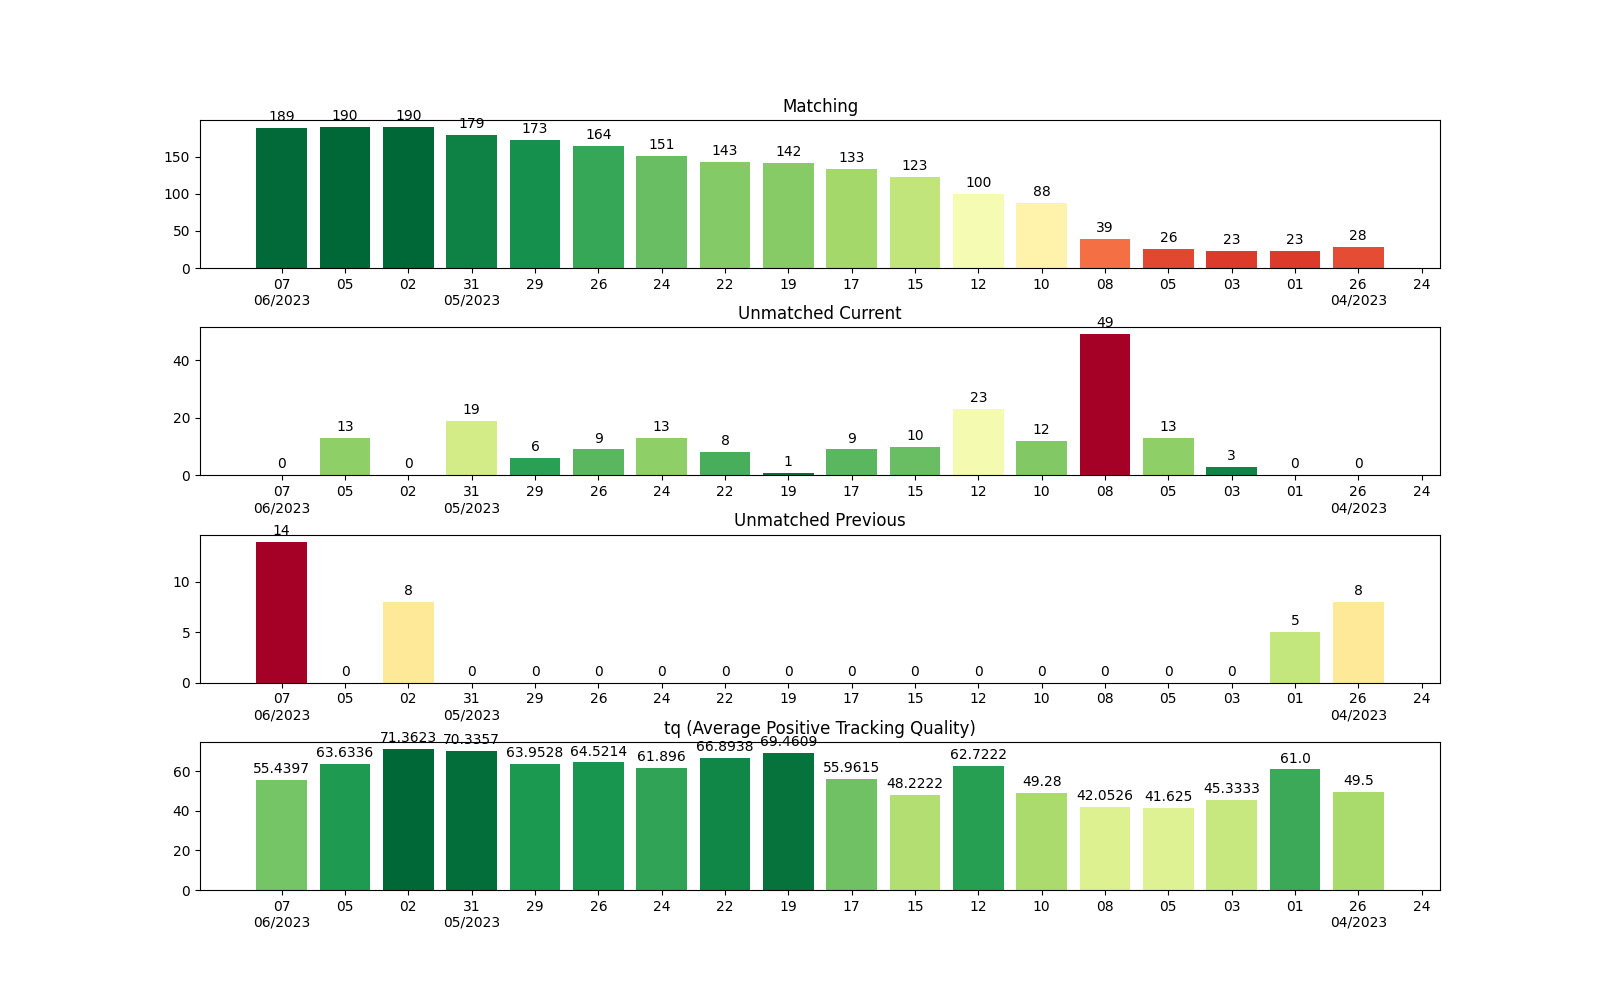 Matching
189 190 190 179 173 164 151 143 142 133 123 100 88 39 26 23 23 28
150
100
50
0
07 05 02 31 29 26 24 22 19 17 15 12 10 08 05 03 01 26 24
06/2023 05/2023 04/2023
Unmatched Current
0 13 0 19 6 9 13 8 1 9 10 23 12 49 13 3 0 0
40
20
0
07 05 02 31 29 26 24 22 19 17 15 12 10 08 05 03 01 26 24
06/2023 05/2023 04/2023
Unmatched Previous
14 0 8 0 0 0 0 0 0 0 0 0 0 0 0 0 5 8
10
5
0
07 05 02 31 29 26 24 22 19 17 15 12 10 08 05 03 01 26 24
06/2023 05/2023 04/2023
tq (Average Positive Tracking Quality)
55.4397 63.6336 71.3623 70.3357 63.9528 64.5214 61.896 66.8938 69.4609 55.9615 48.2222 62.7222 49.28 42.0526 41.625 45.3333 61.0 49.5
60
40
20
0
07 05 02 31 29 26 24 22 19 17 15 12 10 08 05 03 01 26 24
06/2023 05/2023 04/2023